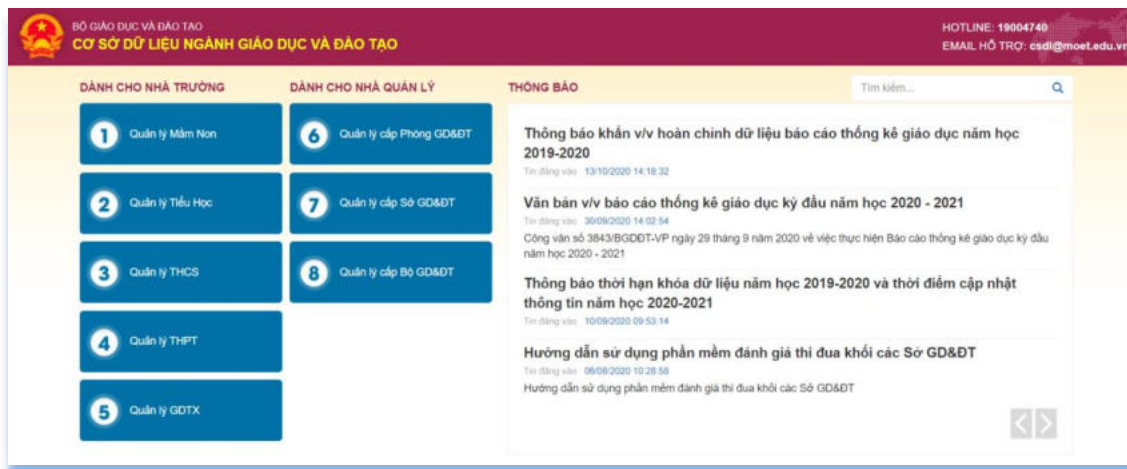 BỘ GIÁO DỤC VÀ ĐÀO TẠO
CƠ SỞ DỮ LIỆU NGÀNH GIÁO DỤC VÀ ĐÀO TẠO
HOTLINE: 19004740
EMAIL HỖ TRỢ: csdl@moet.edu.vn
DÀNH CHO NHÀ TRƯỜNG
1 Quản lý Mầm Non
2 Quản lý Tiểu Học
3 Quản lý THCS
4 Quản lý THPT
5 Quản lý GDTX
DÀNH CHO NHÀ QUẢN LÝ
6 Quản lý cấp Phòng GD&ĐT
7 Quản lý cấp Sở GD&ĐT
8 Quản lý cấp Bộ GD&ĐT
THÔNG BÁO
Tìm kiếm...
Thông báo khẩn v/v hoàn chỉnh dữ liệu báo cáo thống kê giáo dục năm học
2019-2020
Tin đăng vào 13/10/2020 14:18:32
Văn bản v/v báo cáo thống kê giáo dục kỳ đầu năm học 2020 - 2021
Tin đăng vào 30/09/2020 14:02:54
Công văn số 3843/BGDĐT-VP ngày 29 tháng 9 năm 2020 về việc thực hiện Báo cáo thống kê giáo dục kỳ đầu
năm học 2020 - 2021
Thông báo thời hạn khóa dữ liệu năm học 2019-2020 và thời điểm cập nhật
thông tin năm học 2020-2021
Tin đăng vào 10/09/2020 09:53:14
Hướng dẫn sử dụng phần mềm đánh giá thi đua khối các Sở GD&ĐT
Tin đăng vào 06/08/2020 10:28:58
Hướng dẫn sử dụng phần mềm đánh giá thi đua khối các Sở GD&ĐT